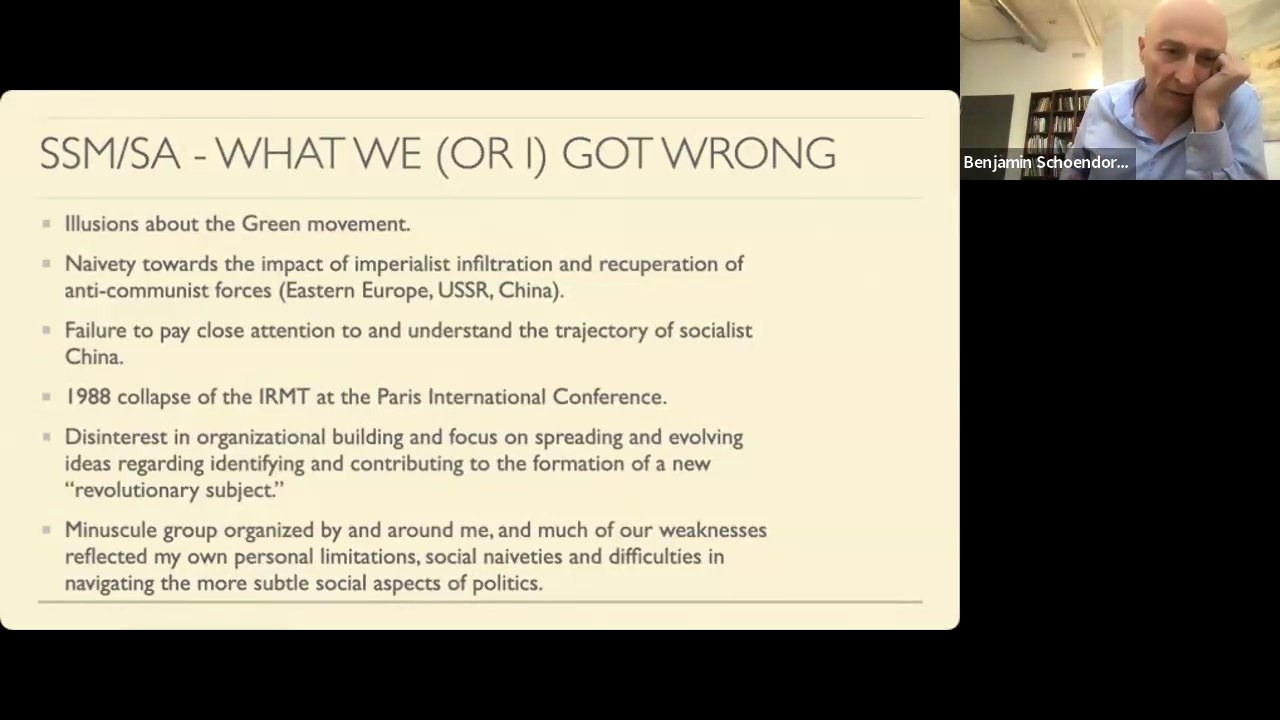 SSM/SA - WHAT WE (OR I) GOT WRONG
Illusions about the Green movement.
Naivety towards the impact of imperialist infiltration and recuperation of
anti-communist forces (Eastern Europe, USSR, China).
Failure to pay close attention to and understand the trajectory of socialist
China.
1988 collapse of the IRMT at the Paris International Conference.
Disinterest in organizational building and focus on spreading and evolving
ideas regarding identifying and contributing to the formation of a new
“revolutionary subject.”
Minuscule group organized by and around me, and much of our weaknesses
reflected my own personal limitations, social naiveties and difficulties in
navigating the more subtle social aspects of politics.
Benjamin Schoendor...